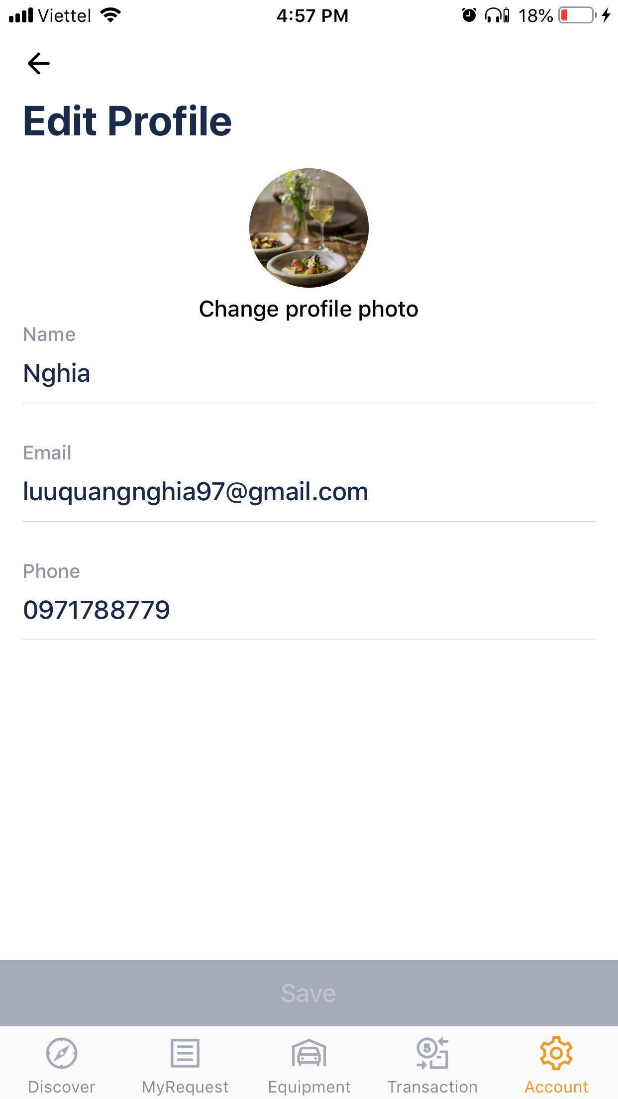 Viettel 4:57 PM 18%
Edit Profile
Change profile photo
Name
Nghia
Email
luuquangnghia97@gmail.com
Phone
0971788779
Save
Discover MyRequest Equipment Transaction Account